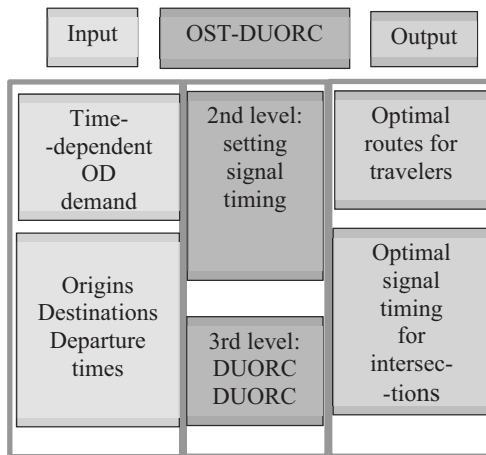 Input
OST-DUORC
Output
Time-
-dependent
OD
demand
Origins
Destinations
Departure
times
2nd level:
setting
signal
timing
3rd level:
DUORC
DUORC
Optimal
routes for
travelers
Optimal
signal
timing
for
intersec-
-tions